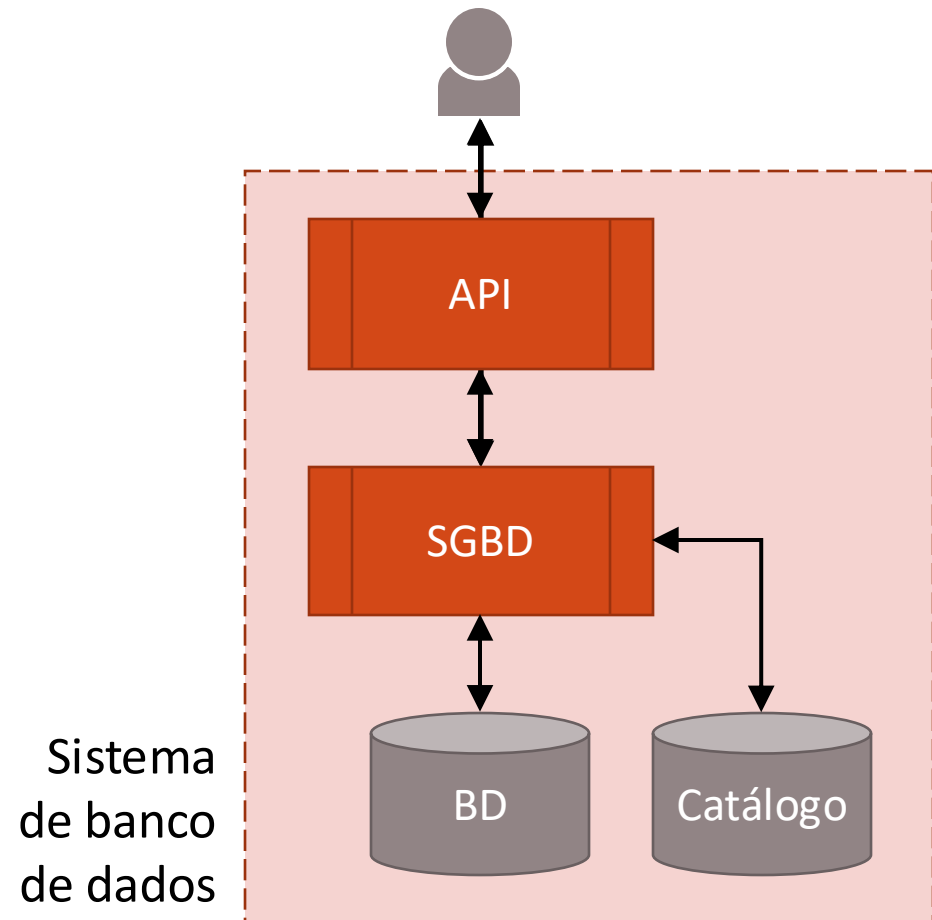 API
SGBD
BD
Catálogo
Sistema
de banco
de dados